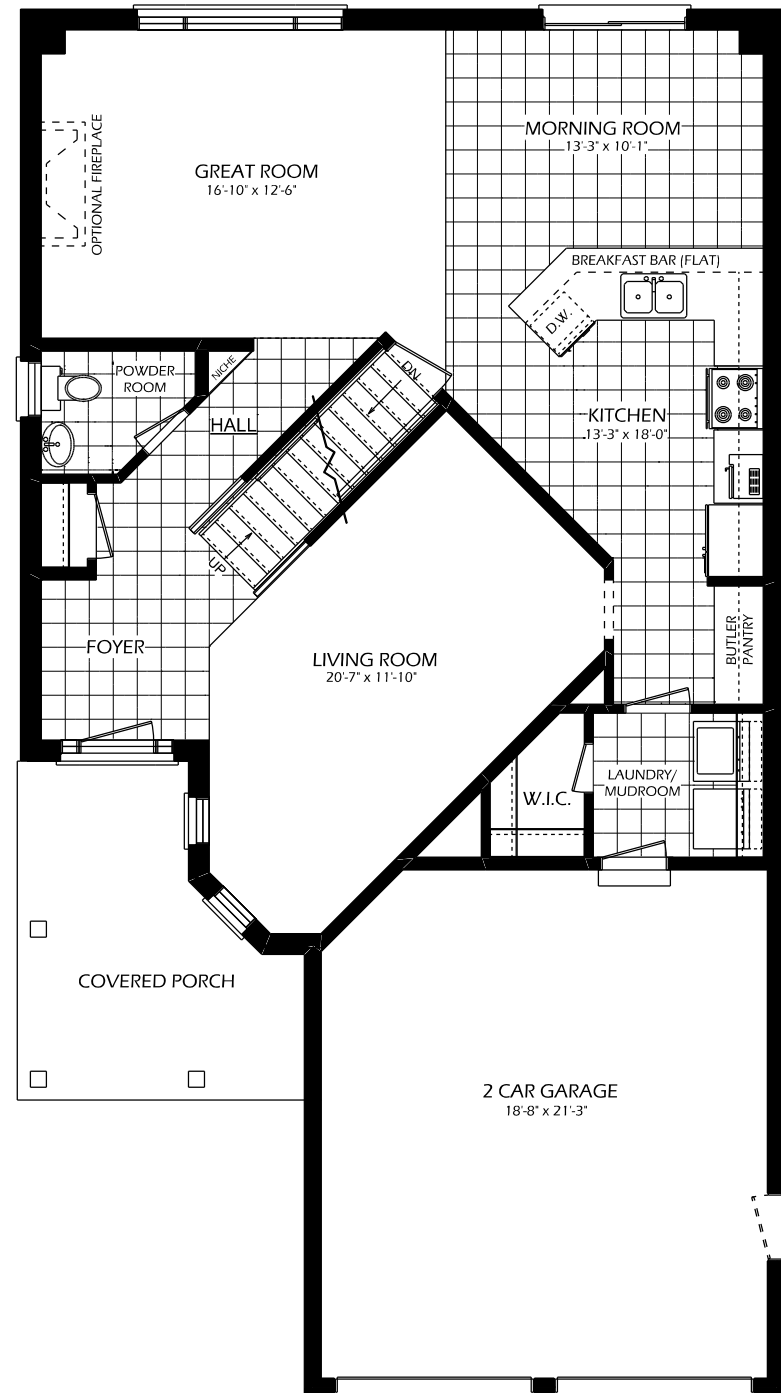 MORNING ROOM
13'-3" x 10'-1"
GREAT ROOM
16'-10" x 12'-6"
OPTIONAL FIREPLACE
BREAKFAST BAR (FLAT)
D.W.
POWDER
ROOM
NICHE
DN
HALL
KITCHEN
13'-3" x 18'-0"
UP
FOYER
LIVING ROOM
20'-7" x 11'-10"
BUTLER
PANTRY
LAUNDRY/
MUDROOM
W.I.C.
COVERED PORCH
2 CAR GARAGE
18'-8" x 21'-3"